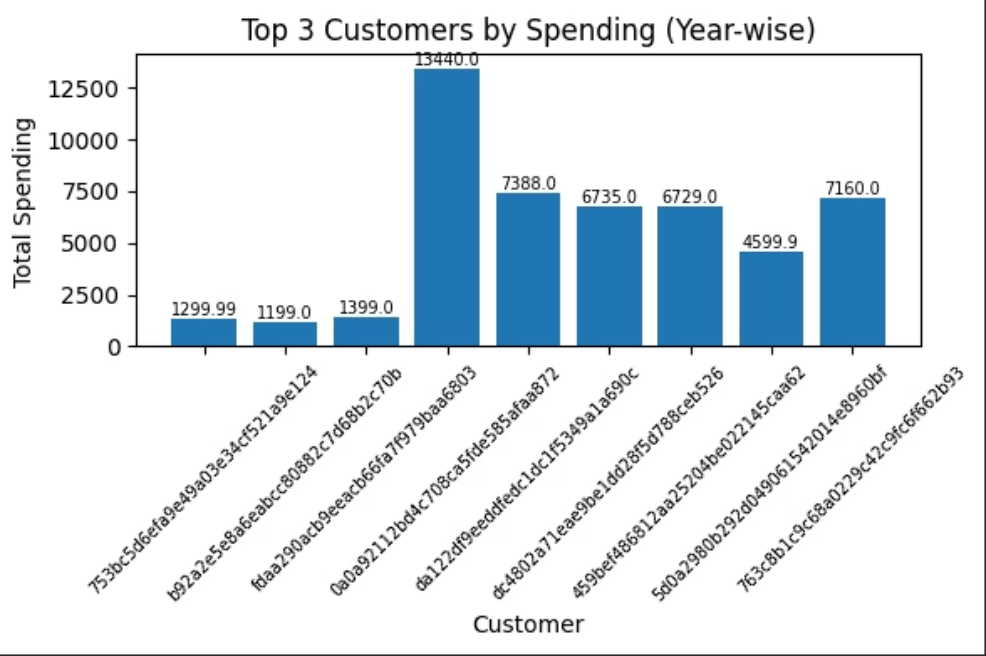 Top 3 Customers by Spending (Year-wise)
13440.0
12500
10000
7500
5000
2500
0
Total Spending
1299.99
1199.0
1399.0
7388.0
6735.0
6729.0
4599.9
7160.0
753bc5d6efa9e49a03e34cf521a9e124
b92a2e5e8a6eabcc80882c7d68b2c70b
fdaa290acb9eeacb66fa7f979baa6803
0a0a92112bd4c708ca5fde585afaa872
da122df9eeddfedc1dc1f5349a1a690c
dc4802a71eae9be1dd28f5d788ceb526
459bef486812aa25204be022145caa62
5d0a2980b292d049061542014e8960bf
763c8b1c9c68a0229c42c9fc6f662b93
Customer